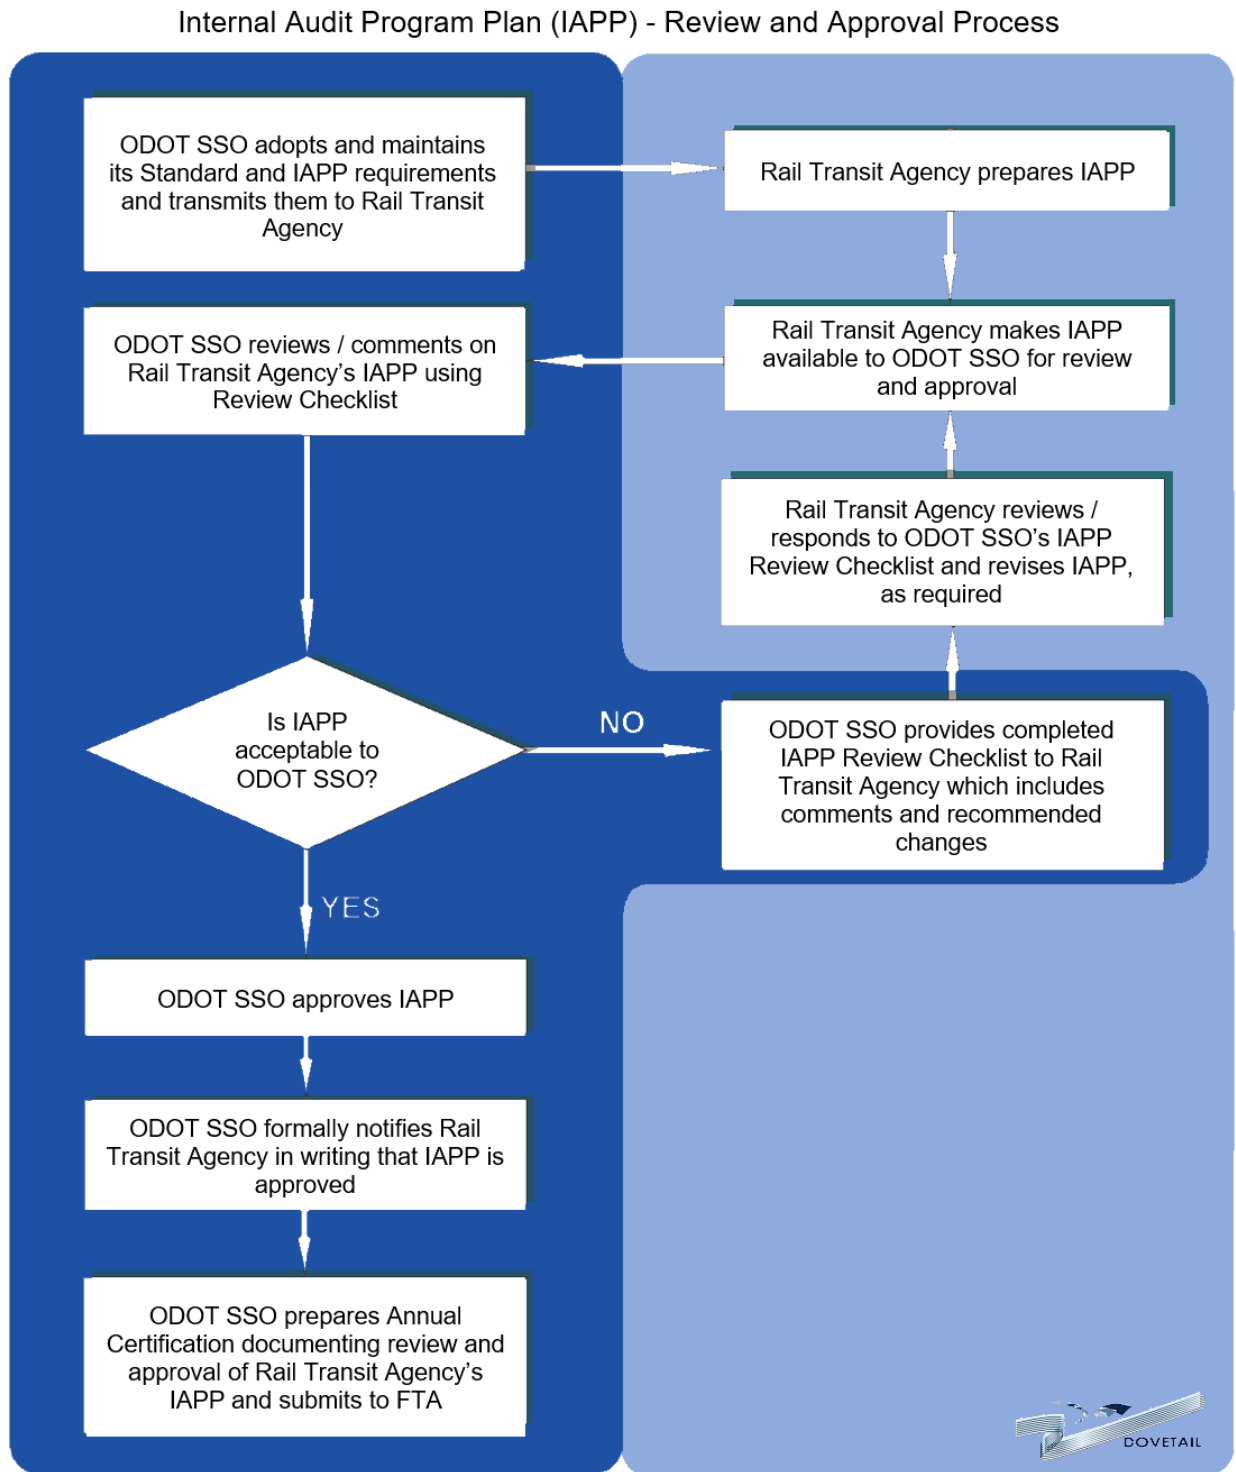 Internal Audit Program Plan (IAPP) - Review and Approval Process
ODOT SSO adopts and maintains
its Standard and IAPP requirements
and transmits them to Rail Transit
Agency
Rail Transit Agency prepares IAPP
Rail Transit Agency makes IAPP
available to ODOT SSO for review
and approval
ODOT SSO reviews / comments on
Rail Transit Agency's IAPP using
Review Checklist
Rail Transit Agency reviews /
responds to ODOT SSO's IAPP
Review Checklist and revises IAPP,
as required
Is IAPP
acceptable to
ODOT SSO?
NO
ODOT SSO provides completed
IAPP Review Checklist to Rail
Transit Agency which includes
comments and recommended
changes
YES
ODOT SSO approves IAPP
ODOT SSO formally notifies Rail
Transit Agency in writing that IAPP is
approved
ODOT SSO prepares Annual
Certification documenting review and
approval of Rail Transit Agency's
IAPP and submits to FTA
DOVETAIL